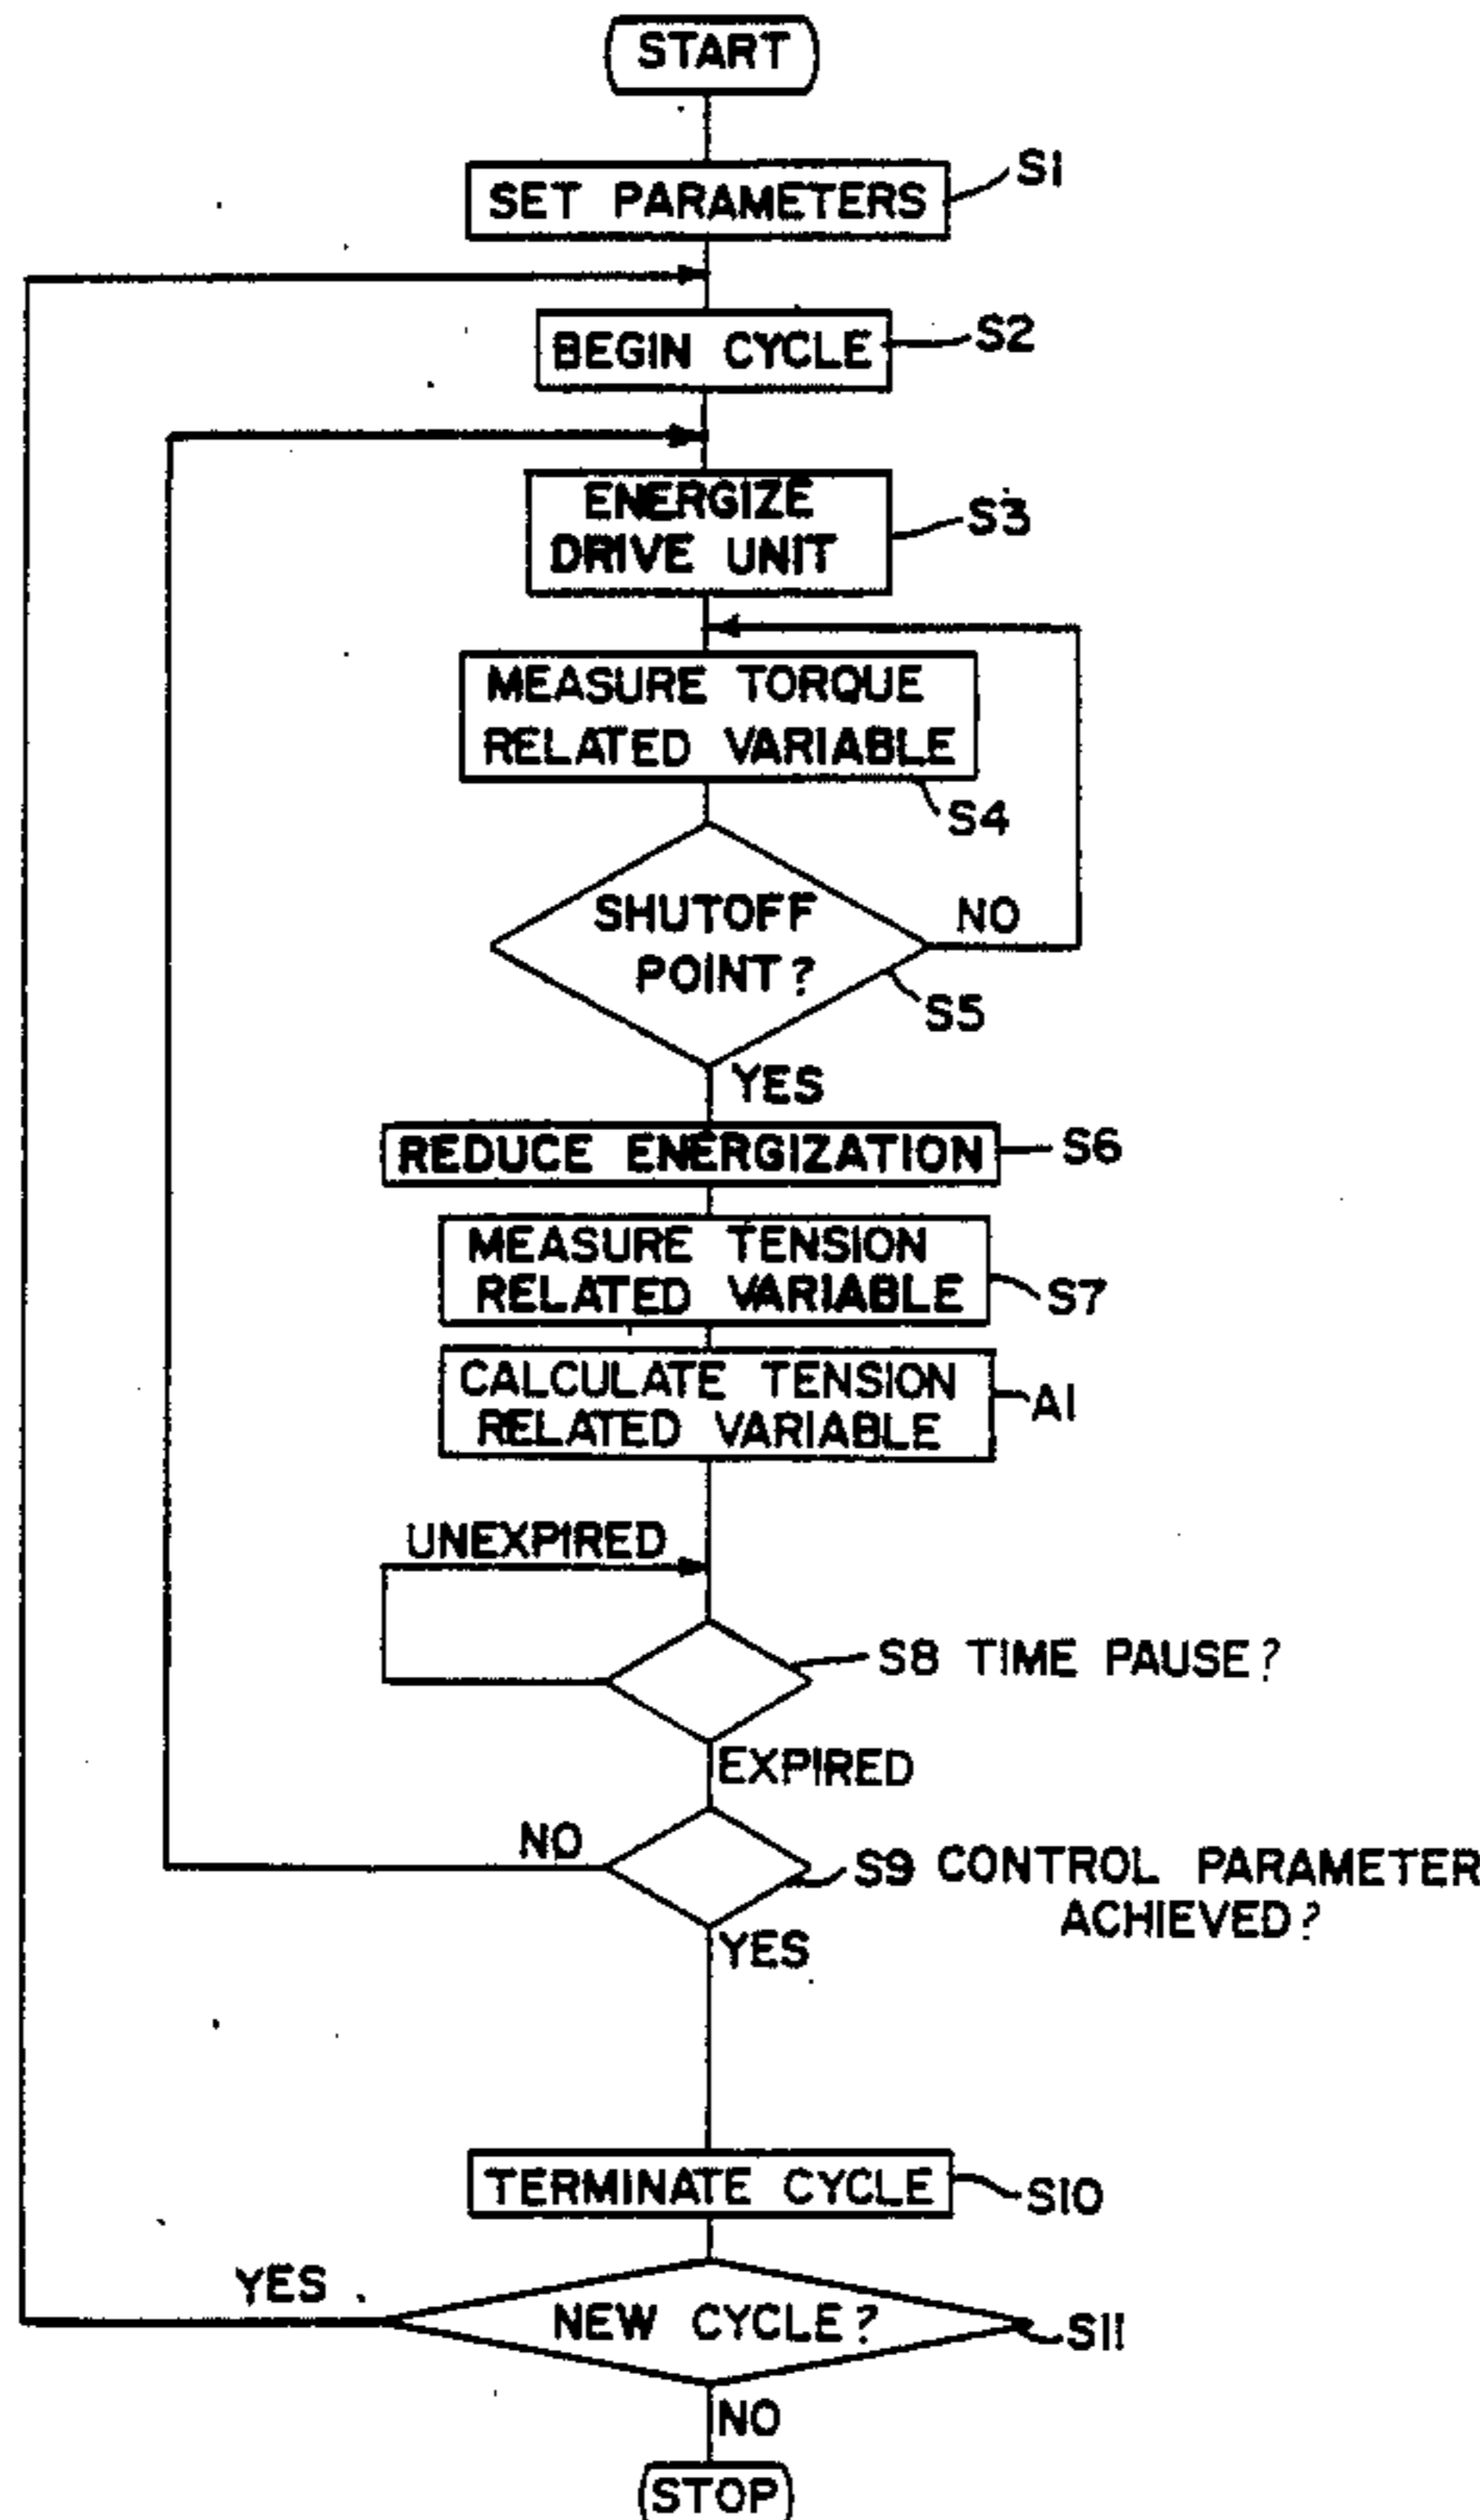 START
SET PARAMETERS
S1
BEGIN CYCLE
S2
ENERGIZE
DRIVE UNIT
S3
MEASURE TORQUE
RELATED VARIABLE
S4
SHUTOFF
POINT?
NO
S5
YES
REDUCE ENERGIZATION
S6
MEASURE TENSION
RELATED VARIABLE
S7
CALCULATE TENSION
RELATED VARIABLE
A1
UNEXPIRED
S8 TIME PAUSE?
EXPIRED
NO
S9 CONTROL PARAMETER
ACHIEVED?
YES
TERMINATE CYCLE
S10
YES
NEW CYCLE?
S11
NO
STOP